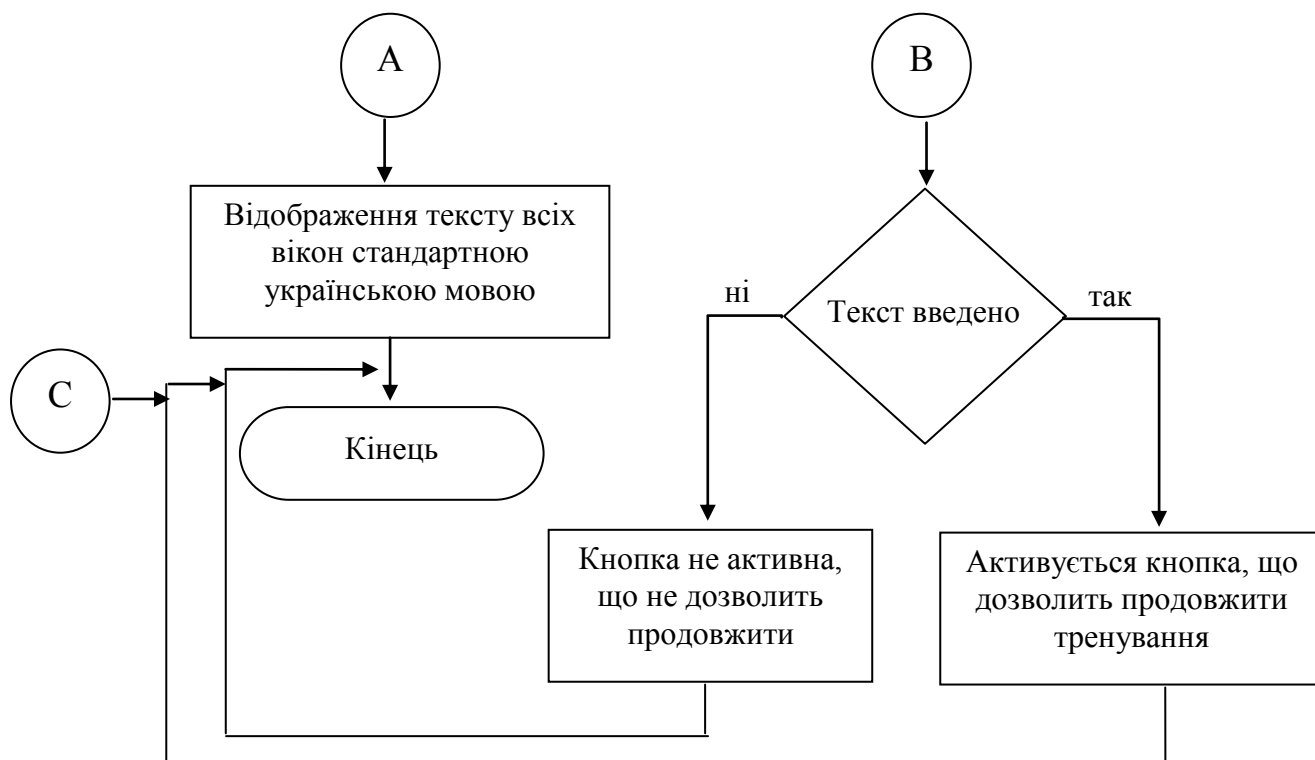 A
B
Відображення тексту всіх
вікон стандартною
українською мовою
ні
Текст введено
так
C
Кінець
Кнопка не активна,
що не дозволить
продовжити
Активується кнопка, що
дозволить продовжити
тренування